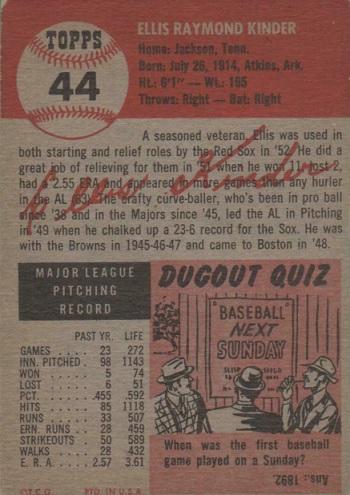 TOPPS
44
ELLIS RAYMOND KINDER
Home: Jackson, Tenn.
Born: July 26, 1914, Atkins, Ark.
Ht.: 6'1" — Wt.: 195
Throws: Right — Bat: Right
A seasoned veteran, Ellis was used in
both starting and relief roles by the Red Sox in '52. He did a
great job of relieving for them in '51 when he won 11, lost 2,
had a 2.55 ERA and appeared in more games than any hurler
in the AL (63). The crafty curve-baller, who's been in pro ball
since '38 and in the Majors since '45, led the AL in Pitching
in '49 when he chalked up a 23-6 record for the Sox. He was
with the Browns in 1945-46-47 and came to Boston in '48.
Ellis Kinder
MAJOR LEAGUE
PITCHING
RECORD
PAST YR. LIFE
GAMES 23 272
INN. PITCHED 98 1143
WON 5 74
LOST 6 51
PCT. .455 .592
HITS 85 1118
RUNS 33 507
ERN. RUNS 28 459
STRIKEOUTS 50 589
WALKS 28 432
E. R. A. 2.57 3.61
©T.C.G. PTD. IN U.S.A.
DUGOUT QUIZ
BASEBALL
NEXT
SUNDAY
When was the first baseball
game played on a Sunday?
Ans.: 1892.